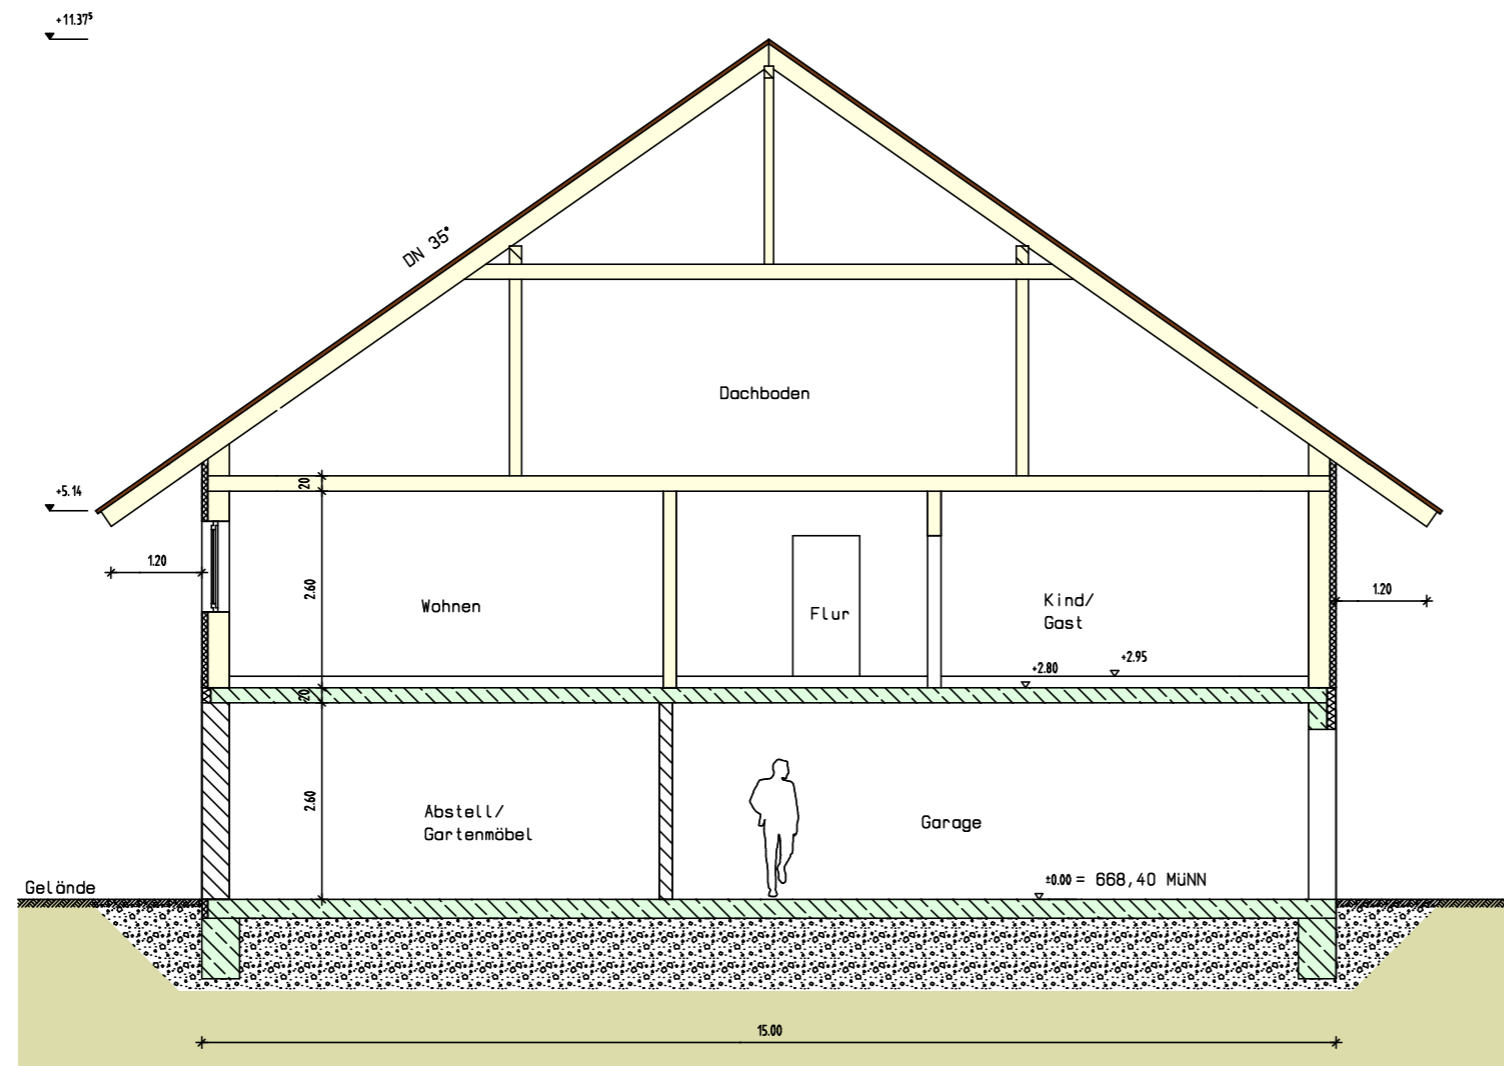 +11.37⁵
DN 35°
Dachboden
20
+5.14
1.20
2.60
Wohnen
Flur
Kind/
Gast
1.20
+2.80
+2.95
20
2.60
Abstell/
Gartenmöbel
Garage
Gelände
±0.00 = 668,40 MüNN
15.00